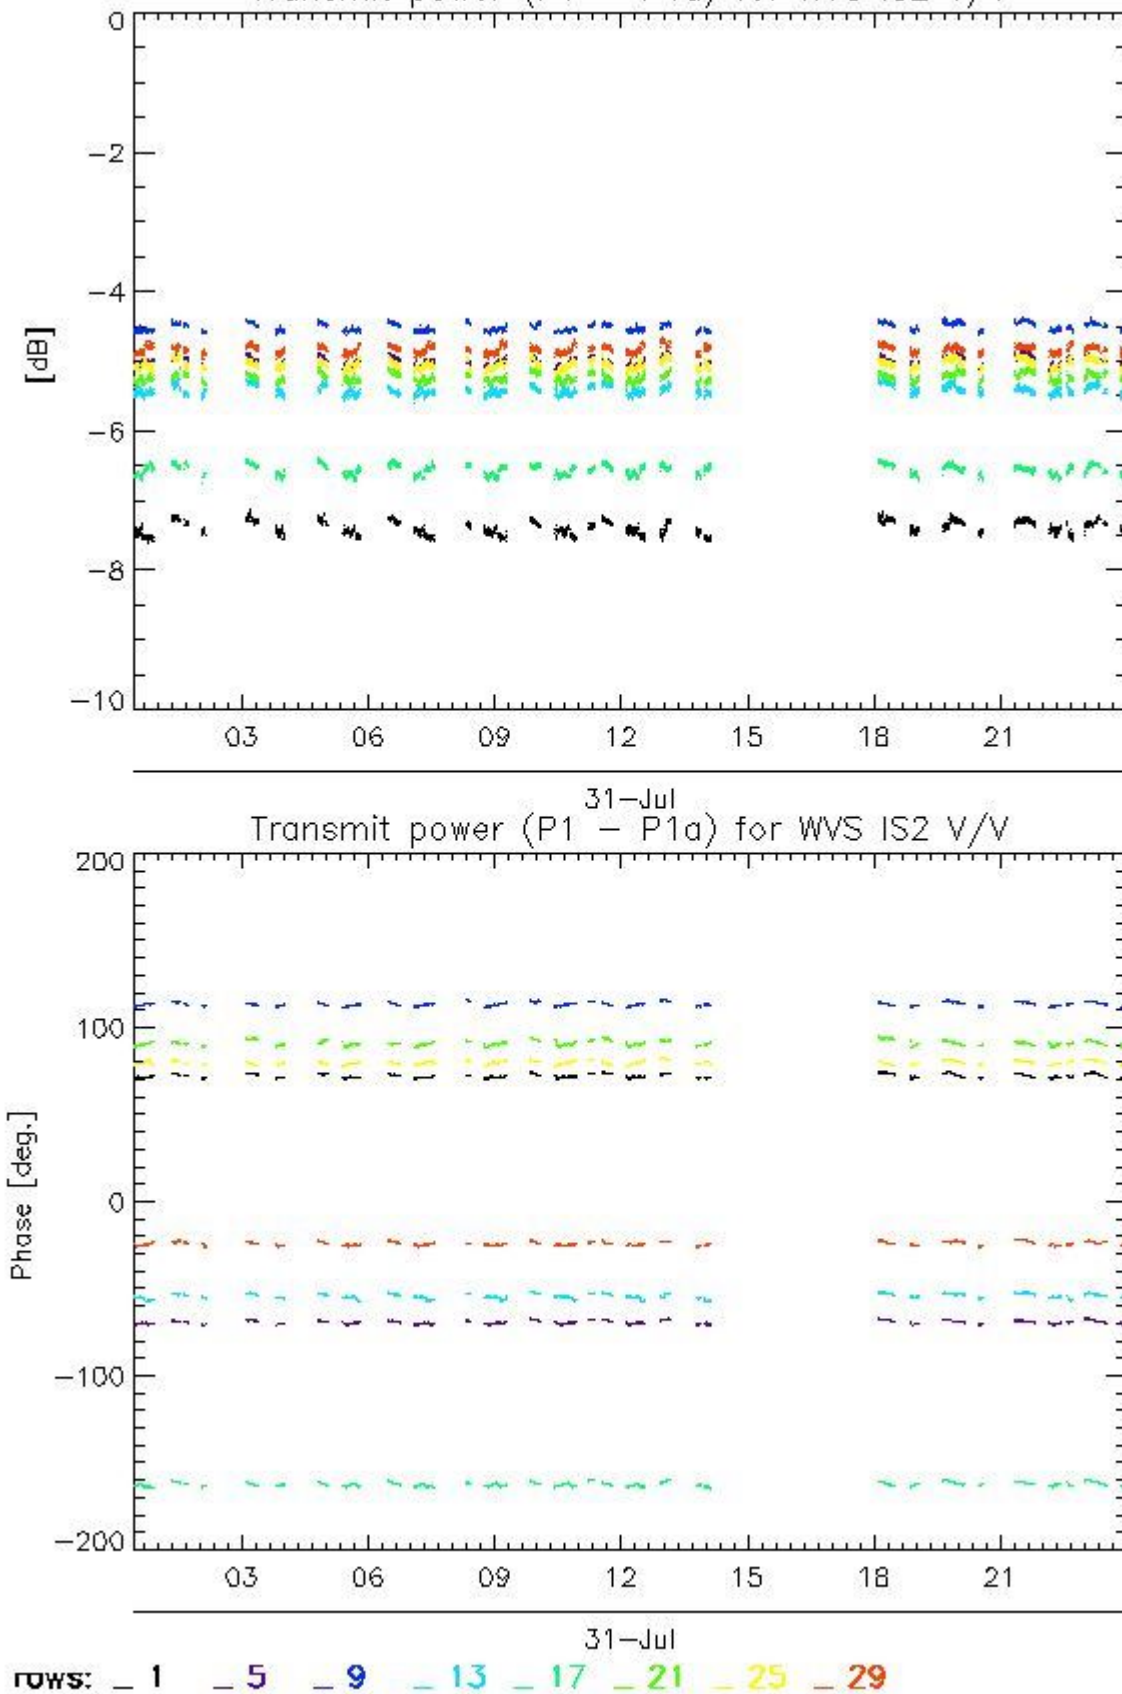 0
−2
−4
[dB]
−6
−8
−10
03 06 09 12 15 18 21
31−Jul
Transmit power (P1 − P1a) for WVS IS2 V/V
200
100
0
Phase [deg.]
−100
−200
03 06 09 12 15 18 21
31−Jul
rows: _ 1 _ 5 _ 9 _ 13 _ 17 _ 21 _ 25 _ 29